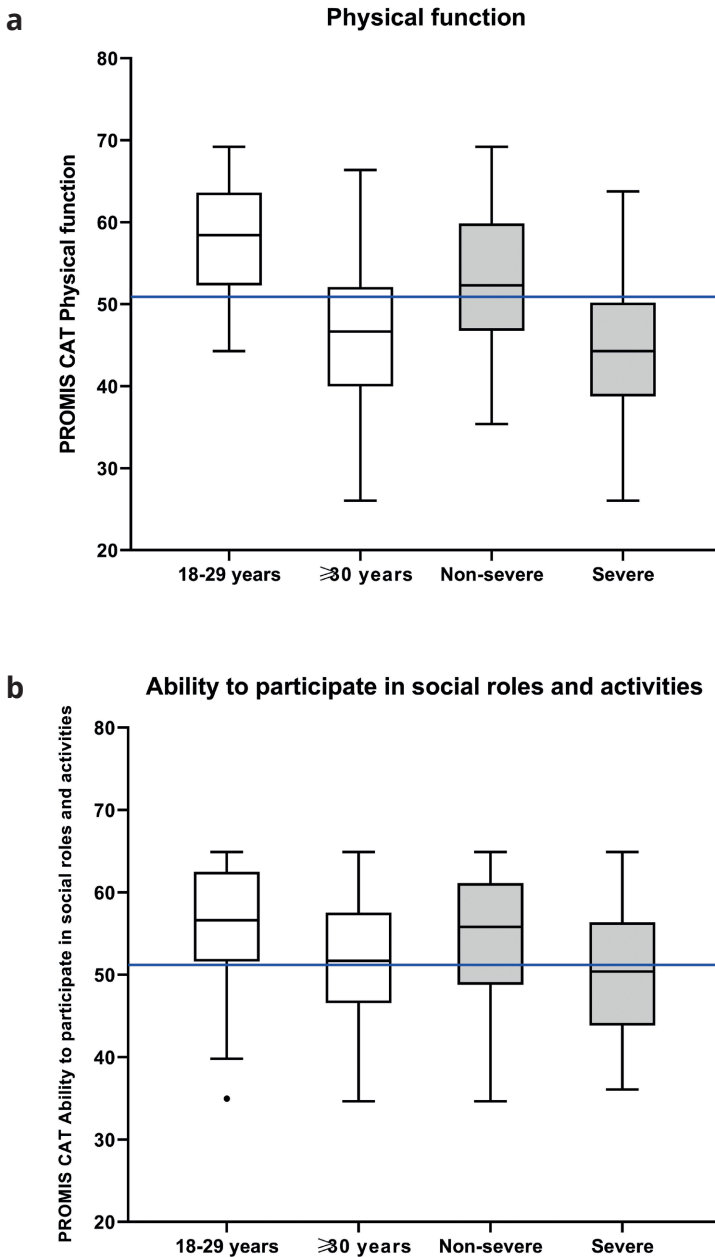 a
Physical function
PROMIS CAT Physical function
80
70
60
50
40
30
20
18-29 years
≥30 years
Non-severe
Severe
b
Ability to participate in social roles and activities
PROMIS CAT Ability to participate in social roles and activities
80
70
60
50
40
30
20
18-29 years
≥30 years
Non-severe
Severe